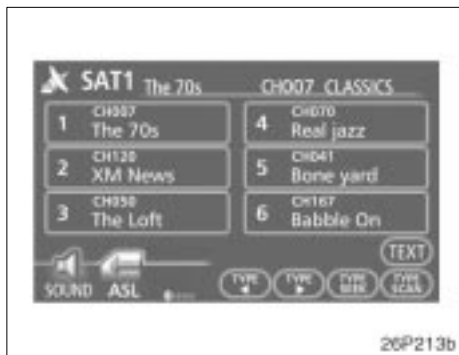 SAT1 The 70s CH007 CLASSICS
1 CH007 The 70s
4 CH070 Real jazz
2 CH120 XM News
5 CH041 Bone yard
3 CH050 The Loft
6 CH167 Babble On
TEXT
SOUND ASL TYPE TYPE TYPE SEEK TYPE SCAN
26P213b